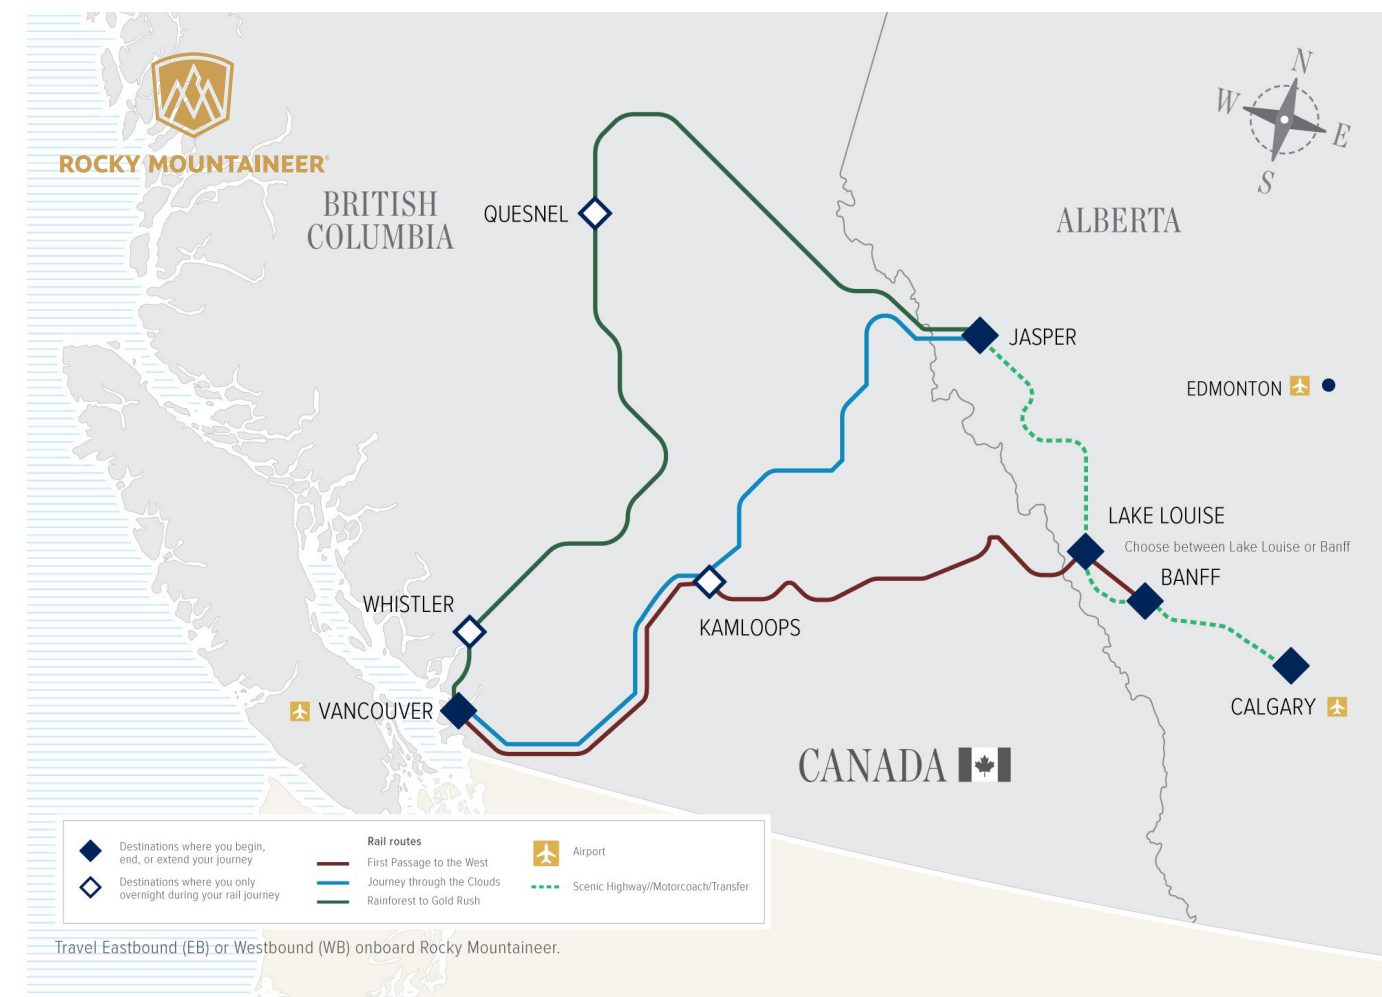 N
W
E
S
ROCKY MOUNTAINEER®
BRITISH
COLUMBIA
QUESNEL
ALBERTA
JASPER
EDMONTON
LAKE LOUISE
Choose between Lake Louise or Banff
BANFF
WHISTLER
KAMLOOPS
VANCOUVER
CALGARY
CANADA
Destinations where you begin,
end, or extend your journey
Destinations where you only
overnight during your rail journey
Rail routes
First Passage to the West
Journey through the Clouds
Rainforest to Gold Rush
Airport
Scenic Highway//Motorcoach/Transfer
Travel Eastbound (EB) or Westbound (WB) onboard Rocky Mountaineer.